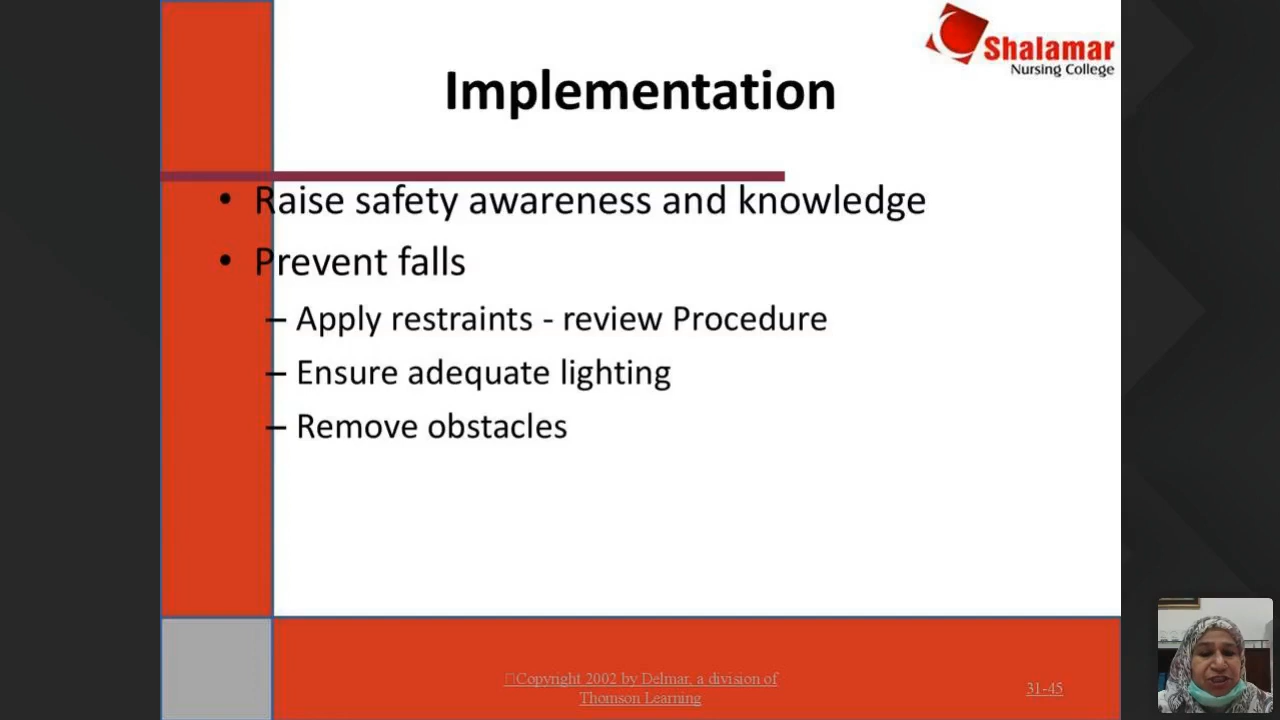 Shalamar
Nursing College
Implementation
• Raise safety awareness and knowledge
• Prevent falls
– Apply restraints - review Procedure
– Ensure adequate lighting
– Remove obstacles
Copyright 2002 by Delmar, a division of
Thomson Learning
31-45